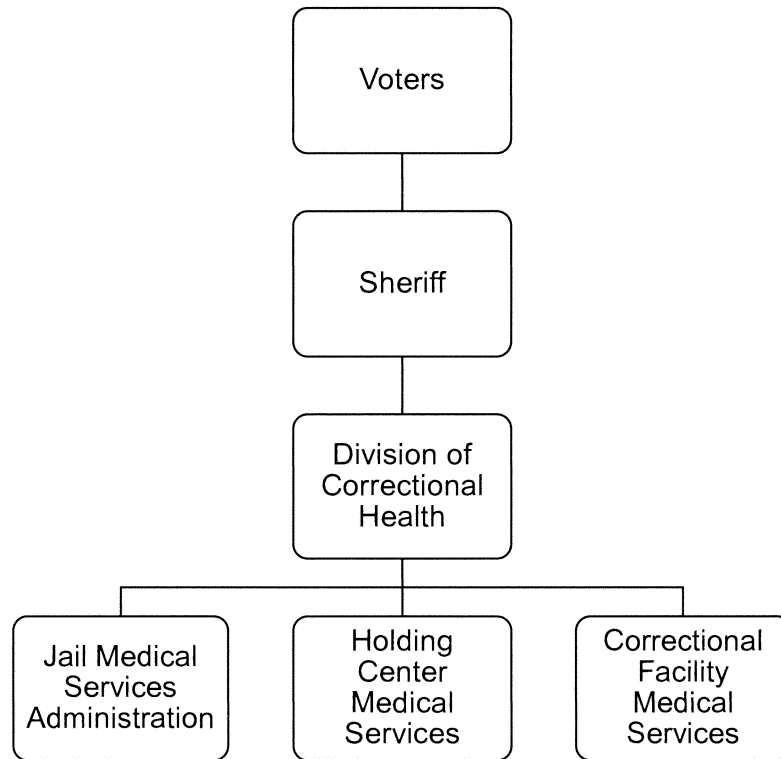 Voters
Sheriff
Division of
Correctional
Health
Jail Medical
Services
Administration
Holding
Center
Medical
Services
Correctional
Facility
Medical
Services